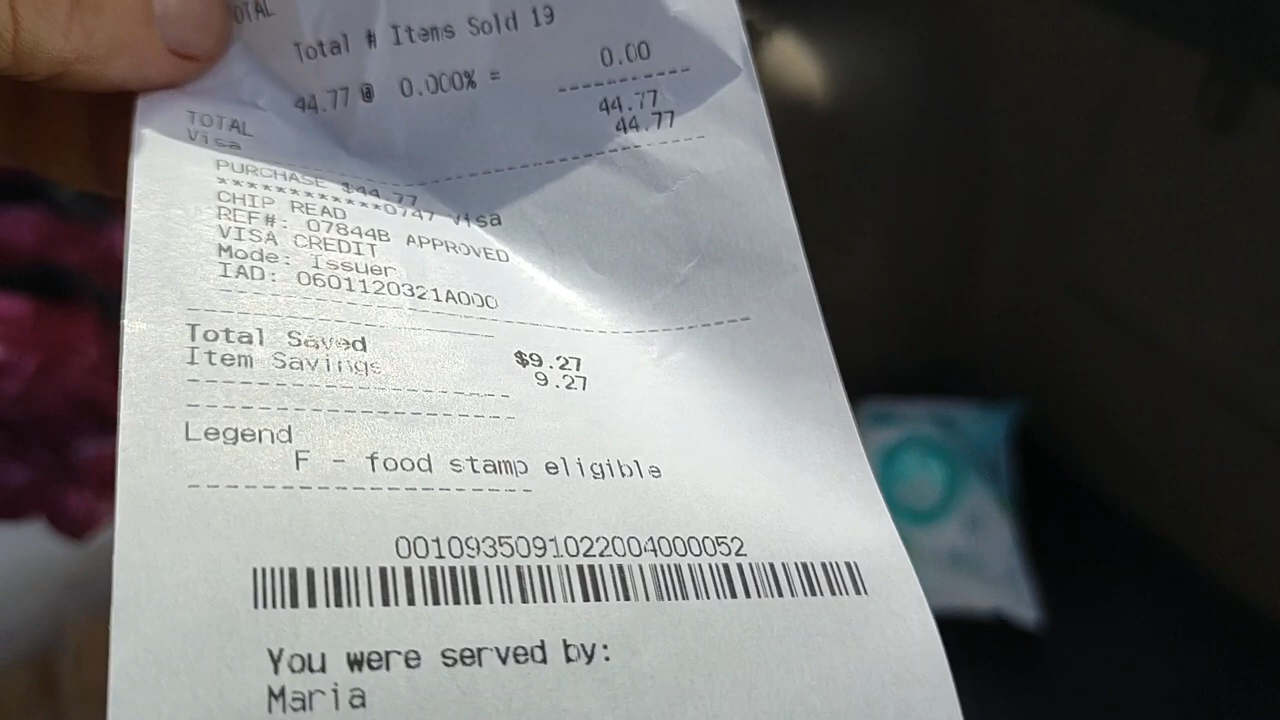 OTAL
Total # Items Sold 19
0.00
44.77 @ 0.000% =
44.77
TOTAL 44.77
Visa
PURCHASE $44.77
************0747 Visa
CHIP READ
REF#: 07844B APPROVED
VISA CREDIT
Mode: Issuer
IAD: 0601120321A000
Total Saved $9.27
Item Savings 9.27
Legend
F - food stamp eligible
0010935091022004000052
You were served by:
Maria